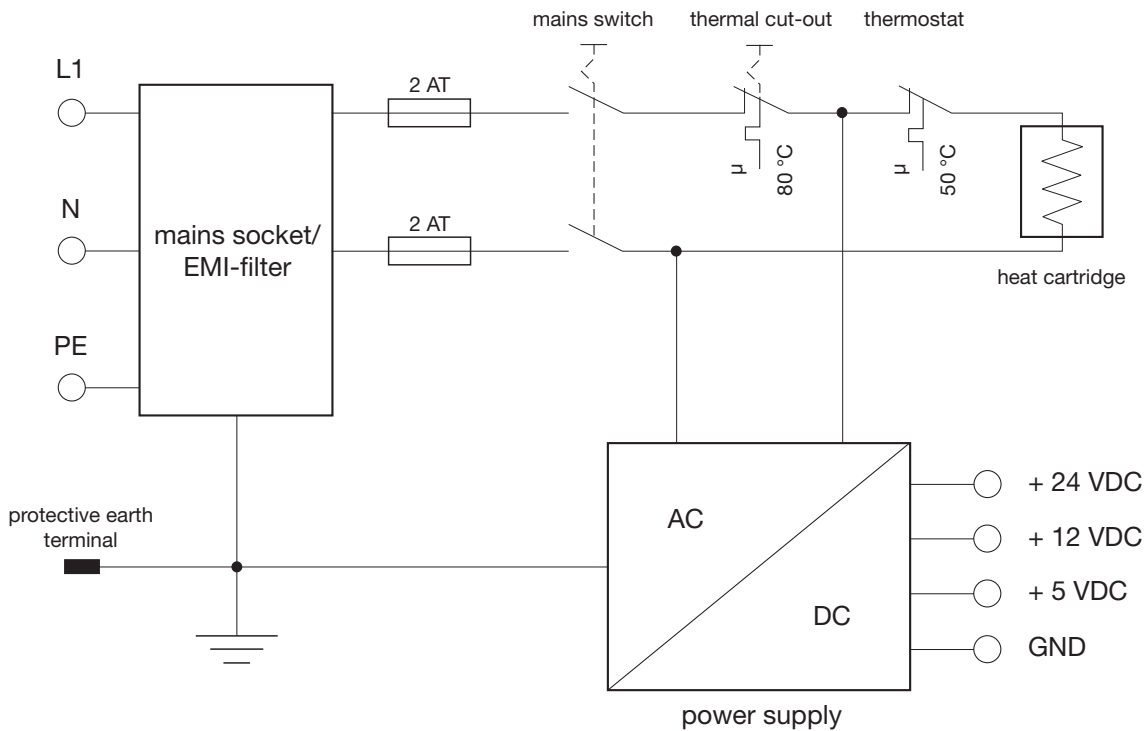 mains switch
thermal cut-out
thermostat
L1
2 AT
µ
80 °C
µ
50 °C
N
2 AT
mains socket/
EMI-filter
heat cartridge
PE
protective earth
terminal
AC
DC
+ 24 VDC
+ 12 VDC
+ 5 VDC
GND
power supply